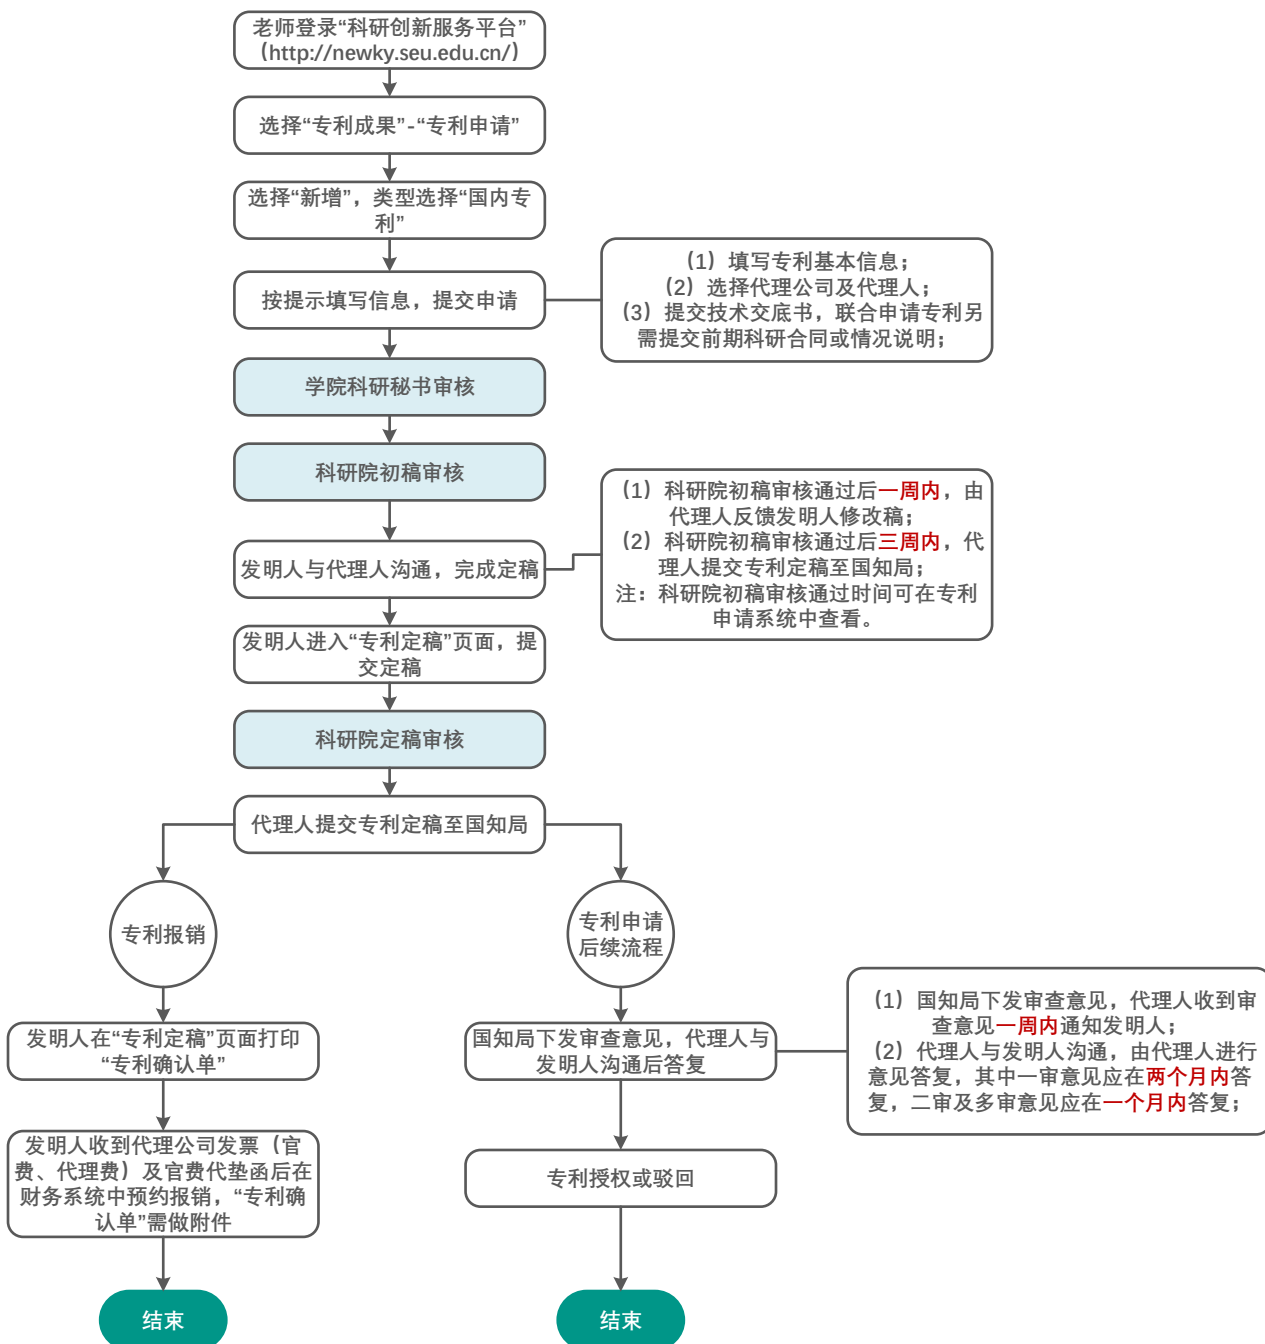 老师登录“科研创新服务平台”
（http://newky.seu.edu.cn/）
选择“专利成果”-“专利申请”
选择“新增”，类型选择“国内专
利”
按提示填写信息，提交申请
（1）填写专利基本信息；
（2）选择代理公司及代理人；
（3）提交技术交底书，联合申请专利另
需提交前期科研合同或情况说明；
学院科研秘书审核
科研院初稿审核
（1）科研院初稿审核通过后一周内，由
代理人反馈发明人修改稿；
（2）科研院初稿审核通过后三周内，代
理人提交专利定稿至国知局；
注：科研院初稿审核通过时间可在专利
申请系统中查看。
发明人与代理人沟通，完成定稿
发明人进入“专利定稿”页面，提
交定稿
科研院定稿审核
代理人提交专利定稿至国知局
专利报销
专利申请
后续流程
发明人在“专利定稿”页面打印
“专利确认单”
国知局下发审查意见，代理人与
发明人沟通后答复
（1）国知局下发审查意见，代理人收到审
查意见一周内通知发明人；
（2）代理人与发明人沟通，由代理人进行
意见答复，其中一审意见应在两个月内答
复，二审及多审意见应在一个月内答复；
发明人收到代理公司发票（官
费、代理费）及官费代垫函后在
财务系统中预约报销，“专利确
认单”需做附件
专利授权或驳回
结束
结束